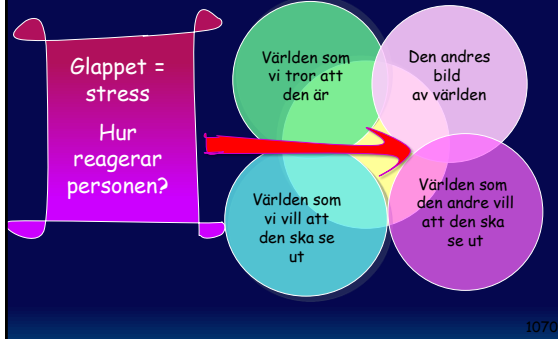 Glappet =
stress
Hur
reagerar
personen?
Världen som
vi tror att
den är
Den andres
bild
av världen
Världen som
vi vill att
den ska se
ut
Världen som
den andre vill
att den ska
se ut
1070